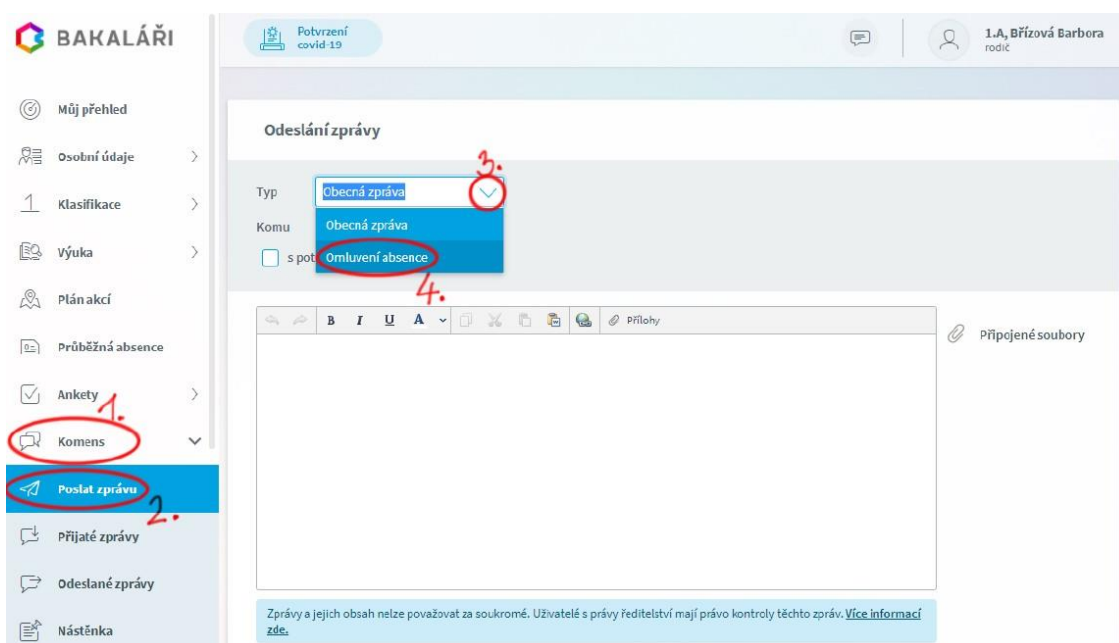 BAKALÁŘI
Potvrzení
covid-19
1.A, Břízová Barbora
rodič
Můj přehled
Osobní údaje
Klasifikace
Výuka
Plán akcí
Průběžná absence
Ankety
1.
Komens
Poslat zprávu
2.
Přijaté zprávy
Odeslané zprávy
Nástěnka
Odeslání zprávy
3.
Typ
Obecná zpráva
Komu
Obecná zpráva
s pot
Omluvení absence
4.
B I U A
Přílohy
Připojené soubory
Zprávy a jejich obsah nelze považovat za soukromé. Uživatelé s právy ředitelství mají právo kontroly těchto zpráv. Více informací
zde.